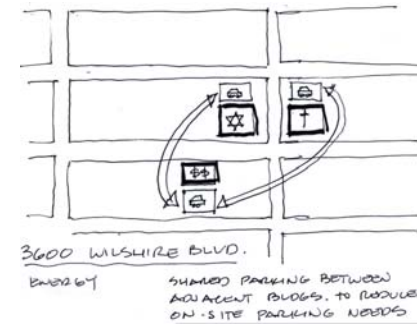 3600 WILSHIRE BLVD.
ENERGY
SHARED PARKING BETWEEN
ADJACENT BLDGS. TO REDUCE
ON-SITE PARKING NEEDS